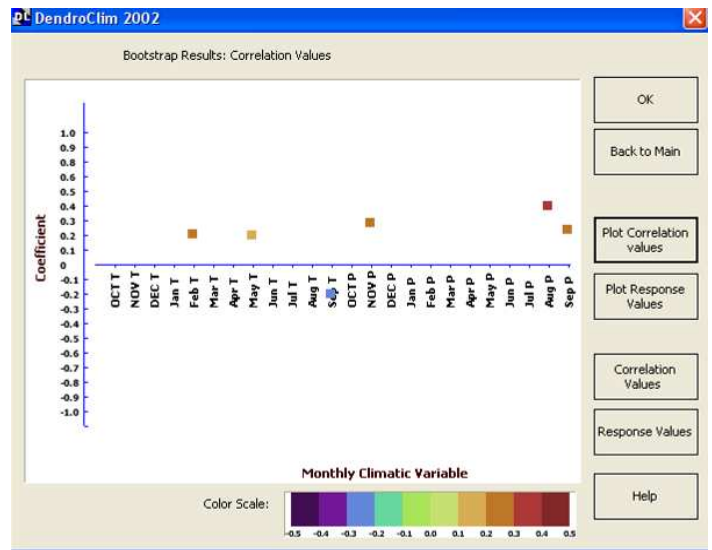 DendroClim 2002
Bootstrap Results: Correlation Values
OK
Back to Main
Plot Correlation
values
Plot Response
Values
Correlation
Values
Response Values
Help
Coefficient
1.0
0.9
0.8
0.6
0.5
0.4
0.3
0.2
0.1
0
-0.1
-0.2
-0.3
-0.4
-0.5
-0.6
-0.7
-0.8
-0.9
-1.0
OCT T
NOV T
DEC T
Jan T
Feb T
Mar T
Apr T
May T
Jun T
Jul T
Aug T
Sep T
OCT P
NOV P
DEC P
Jan P
Feb P
Mar P
Apr P
May P
Jun P
Jul P
Aug P
Sep P
Monthly Climatic Variable
Color Scale:
-0.5 -0.4 -0.3 -0.2 -0.1 0.0 0.1 0.2 0.3 0.4 0.5